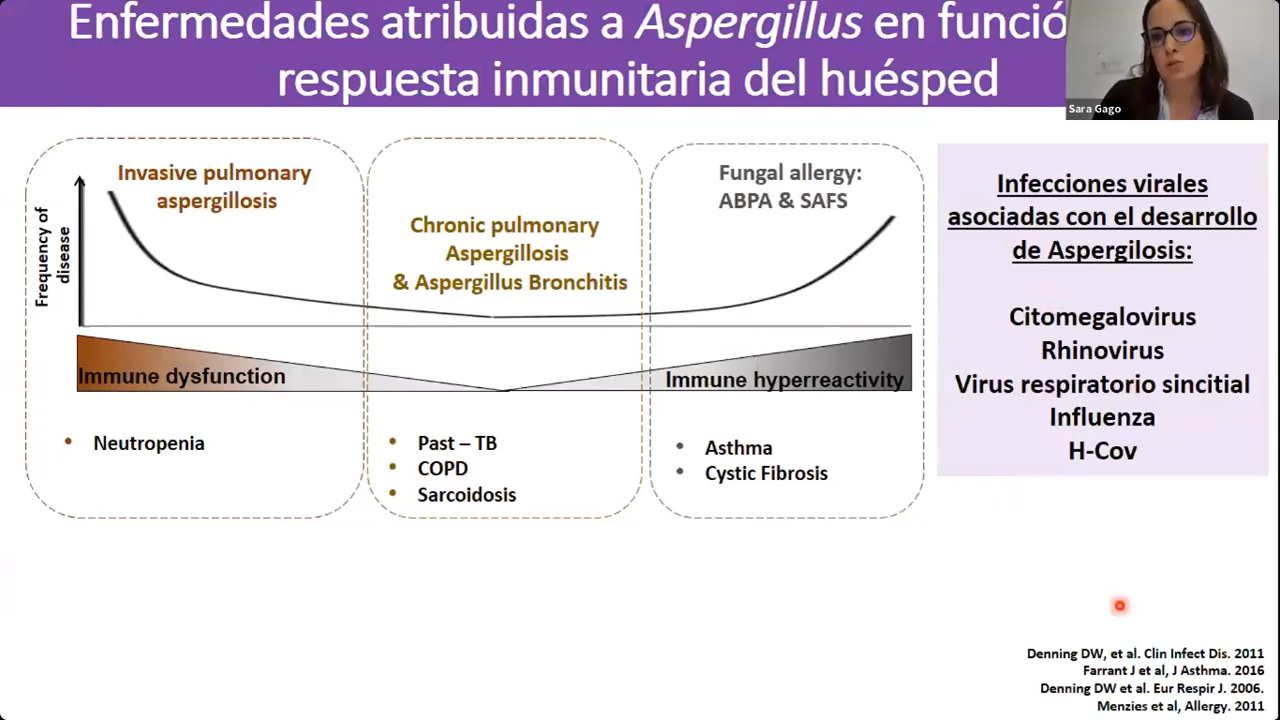 Enfermedades atribuidas a Aspergillus en funció
respuesta inmunitaria del huésped
Sara Gago
Frequency of
disease
Invasive pulmonary
aspergillosis
Immune dysfunction
• Neutropenia
Chronic pulmonary
Aspergillosis
& Aspergillus Bronchitis
• Past – TB
• COPD
• Sarcoidosis
Fungal allergy:
ABPA & SAFS
Immune hyperreactivity
• Asthma
• Cystic Fibrosis
Infecciones virales
asociadas con el desarrollo
de Aspergilosis:
Citomegalovirus
Rhinovirus
Virus respiratorio sincitial
Influenza
H-Cov
Denning DW, et al. Clin Infect Dis. 2011
Farrant J et al, J Asthma. 2016
Denning DW et al. Eur Respir J. 2006.
Menzies et al, Allergy. 2011